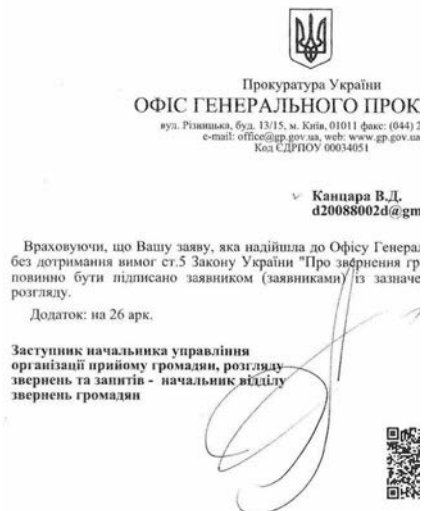 Прокуратура України
ОФІС ГЕНЕРАЛЬНОГО ПРОК
вул. Різницька, буд. 13/15, м. Київ, 01011 факс: (044) 2
e-mail: office@gp.gov.ua, web: www.gp.gov.ua
Код ЄДРПОУ 00034051
Канцара В.Д.
d20088002d@gm
Враховуючи, що Вашу заяву, яка надійшла до Офісу Генерал
без дотримання вимог ст.5 Закону України "Про звернення гр
повинно бути підписано заявником (заявниками) із зазначе
розгляду.
Додаток: на 26 арк.
Заступник начальника управління
організації прийому громадян, розгляду
звернень та запитів - начальник відділу
звернень громадян